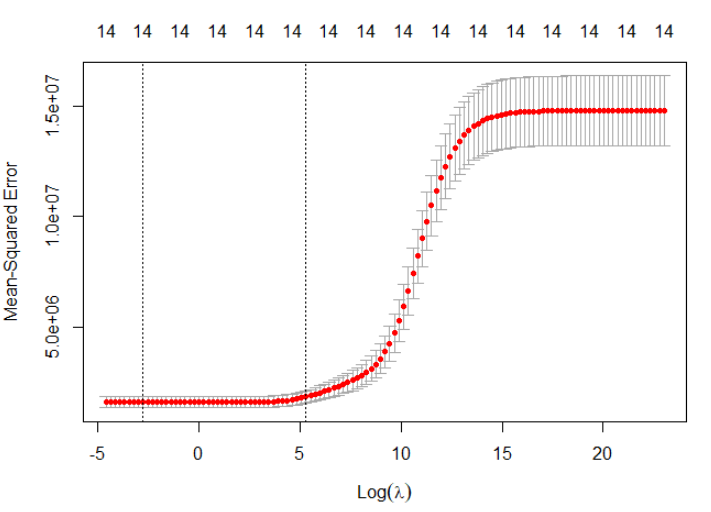 14 14 14 14 14 14 14 14 14 14 14 14 14 14 14 14
Mean-Squared Error
1.5e+07
1.0e+07
5.0e+06
-5 0 5 10 15 20
Log(λ)